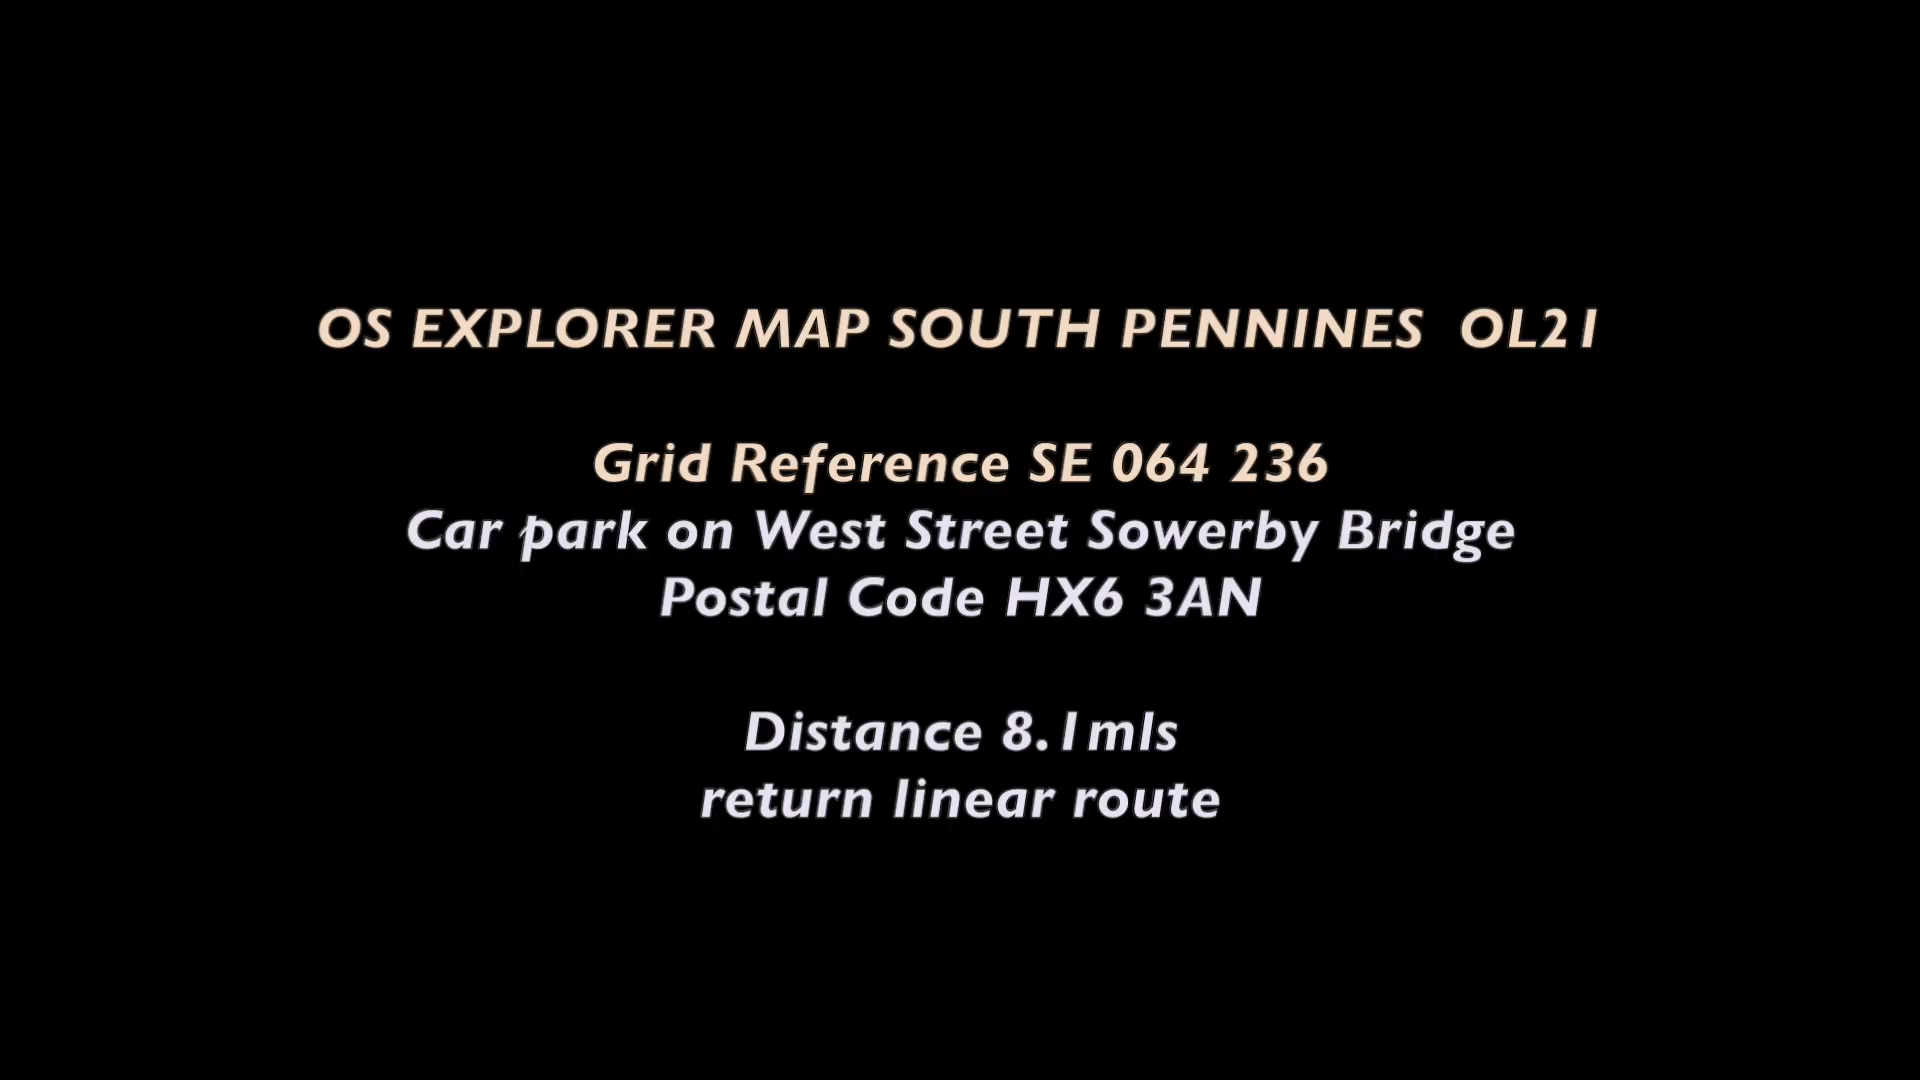 OS EXPLORER MAP SOUTH PENNINES OL21
Grid Reference SE 064 236
Car park on West Street Sowerby Bridge
Postal Code HX6 3AN
Distance 8.1mls
return linear route